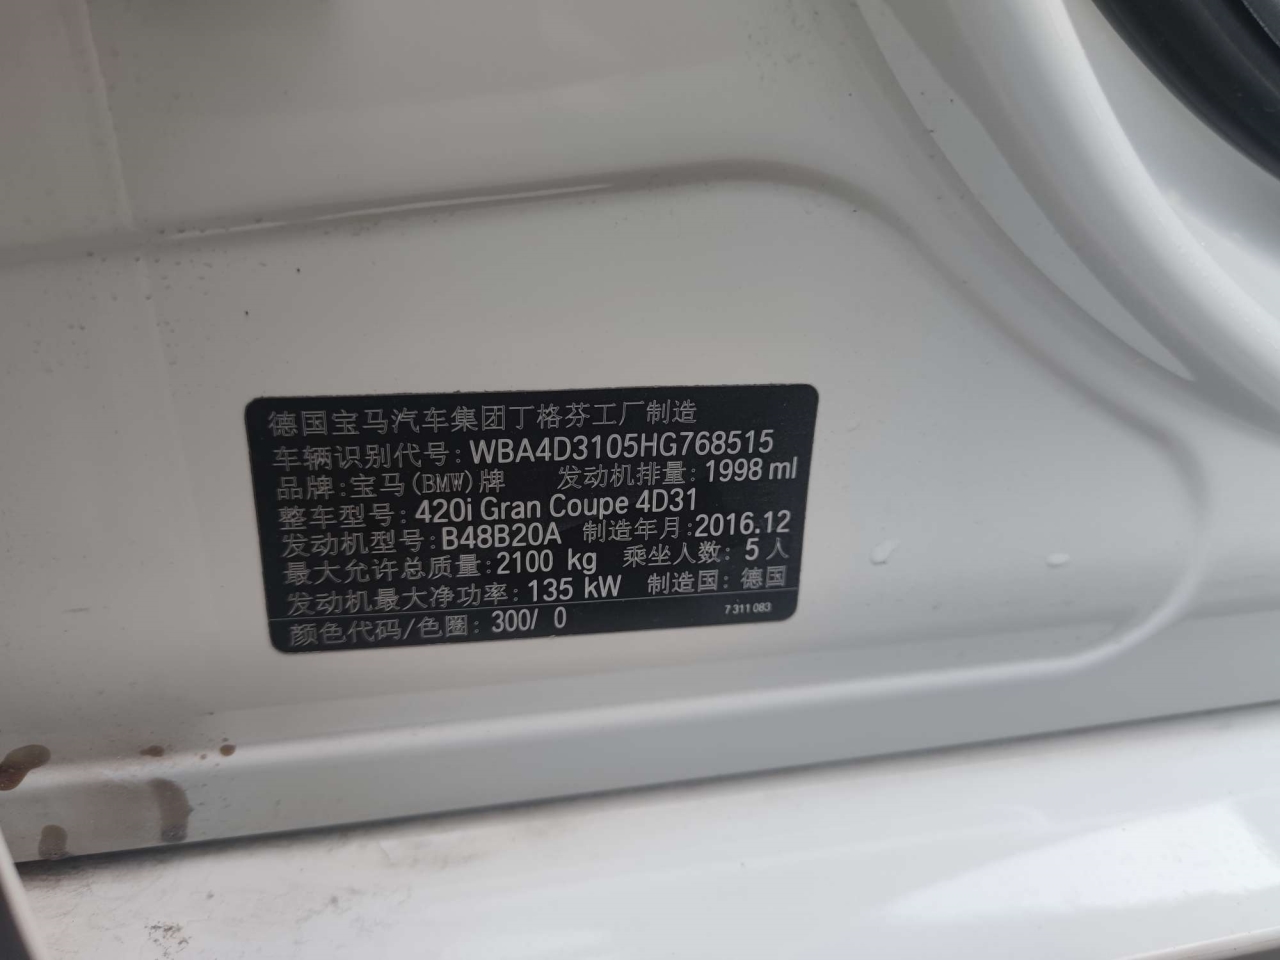 德国宝马汽车集团丁格芬工厂制造
车辆识别代号: WBA4D3105HG768515
品牌: 宝马(BMW)牌 发动机排量: 1998 ml
整车型号: 420i Gran Coupe 4D31
发动机型号: B48B20A 制造年月: 2016.12
最大允许总质量: 2100 kg 乘坐人数: 5 人
发动机最大净功率: 135 kW 制造国: 德国
颜色代码/色圈: 300/ 0 7 311 083